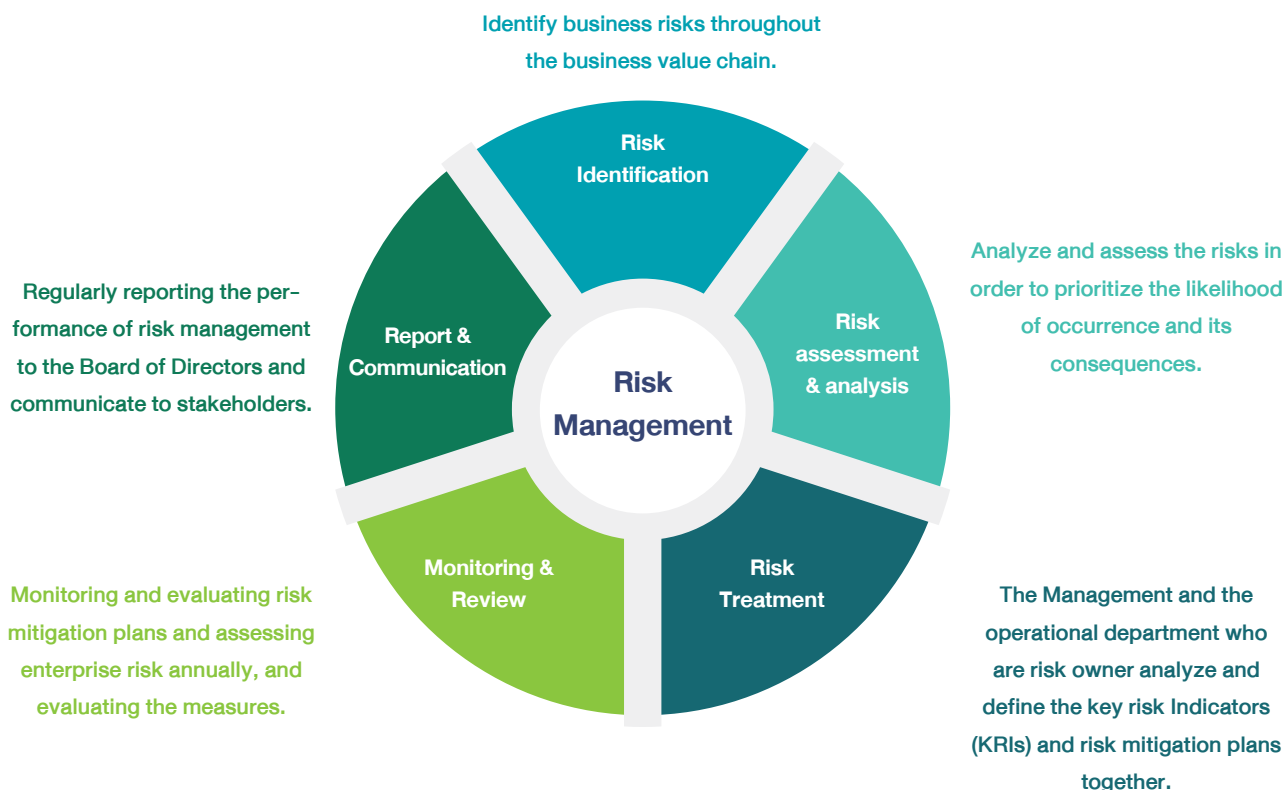 Identify business risks throughout
the business value chain.
Risk
Identification
Analyze and assess the risks in
order to prioritize the likelihood
of occurrence and its
consequences.
Risk
assessment
& analysis
The Management and the
operational department who
are risk owner analyze and
define the key risk Indicators
(KRIs) and risk mitigation plans
together.
Risk
Treatment
Monitoring and evaluating risk
mitigation plans and assessing
enterprise risk annually, and
evaluating the measures.
Monitoring &
Review
Regularly reporting the per-
formance of risk management
to the Board of Directors and
communicate to stakeholders.
Report &
Communication
Risk
Management